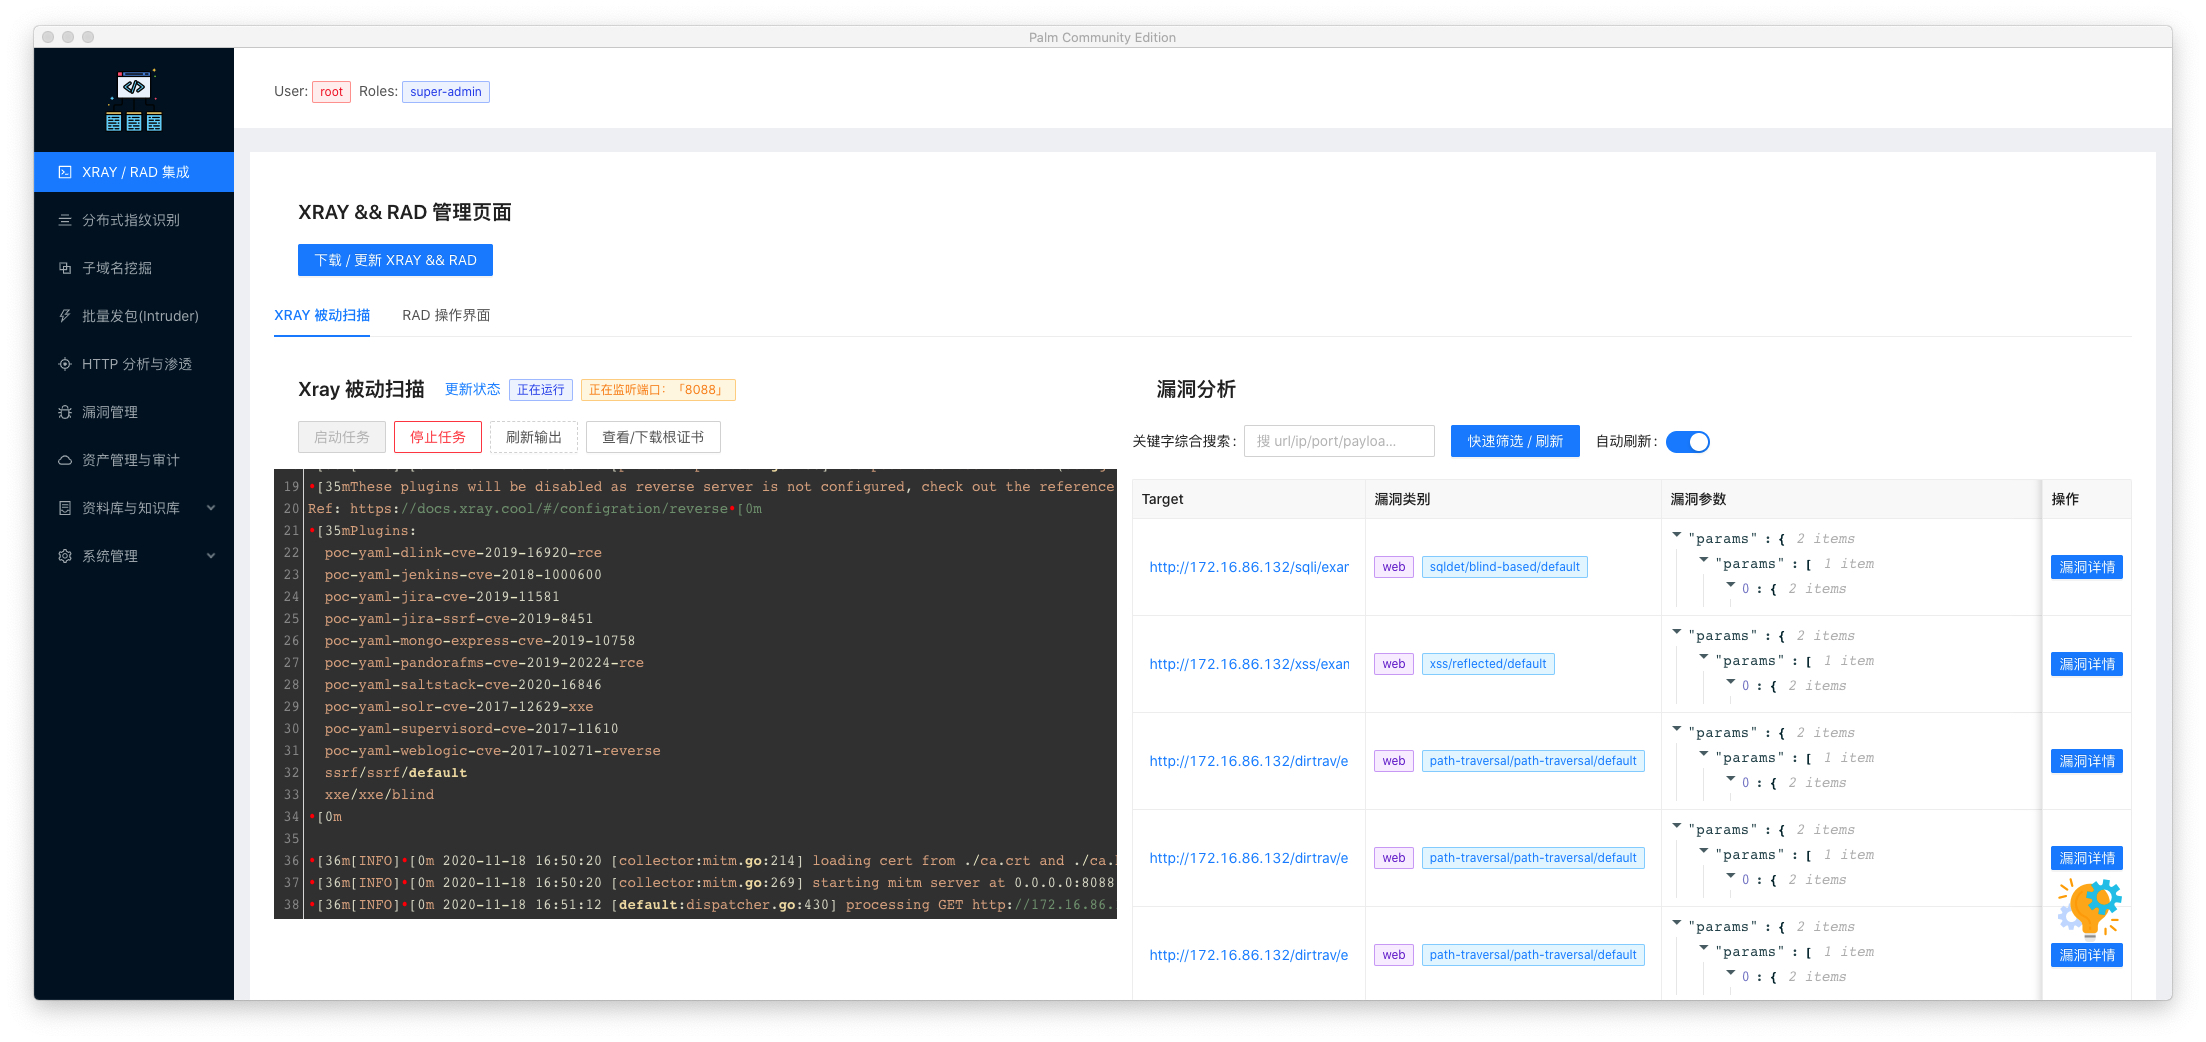 Palm Community Edition
User: root Roles: super-admin
XRAY / RAD 集成
分布式指纹识别
子域名挖掘
批量发包(Intruder)
HTTP 分析与渗透
漏洞管理
资产管理与审计
资料库与知识库
系统管理
XRAY && RAD 管理页面
下载 / 更新 XRAY && RAD
XRAY 被动扫描 RAD 操作界面
Xray 被动扫描 更新状态 正在运行 正在监听端口：「8088」
启动任务 停止任务 刷新输出 查看/下载根证书
19 •[35mThese plugins will be disabled as reverse server is not configured, check out the reference
20 Ref: https://docs.xray.cool/#/configration/reverse•[0m
21 •[35mPlugins:
22 poc-yaml-dlink-cve-2019-16920-rce
23 poc-yaml-jenkins-cve-2018-1000600
24 poc-yaml-jira-cve-2019-11581
25 poc-yaml-jira-ssrf-cve-2019-8451
26 poc-yaml-mongo-express-cve-2019-10758
27 poc-yaml-pandorafms-cve-2019-20224-rce
28 poc-yaml-saltstack-cve-2020-16846
29 poc-yaml-solr-cve-2017-12629-xxe
30 poc-yaml-supervisord-cve-2017-11610
31 poc-yaml-weblogic-cve-2017-10271-reverse
32 ssrf/ssrf/default
33 xxe/xxe/blind
34 •[0m
35
36 •[36m[INFO]•[0m 2020-11-18 16:50:20 [collector:mitm.go:214] loading cert from ./ca.crt and ./ca.
37 •[36m[INFO]•[0m 2020-11-18 16:50:20 [collector:mitm.go:269] starting mitm server at 0.0.0.0:8088
38 •[36m[INFO]•[0m 2020-11-18 16:51:12 [default:dispatcher.go:430] processing GET http://172.16.86.
漏洞分析
关键字综合搜索： 搜 url/ip/port/payloa... 快速筛选 / 刷新 自动刷新：
Target 漏洞类别 漏洞参数 操作
"params" : { 2 items
"params" : [ 1 item
http://172.16.86.132/sqli/exar web sqldet/blind-based/default 漏洞详情
0 : { 2 items
"params" : { 2 items
"params" : [ 1 item
http://172.16.86.132/xss/exan web xss/reflected/default 漏洞详情
0 : { 2 items
"params" : { 2 items
"params" : [ 1 item
http://172.16.86.132/dirtrav/e web path-traversal/path-traversal/default 漏洞详情
0 : { 2 items
"params" : { 2 items
"params" : [ 1 item
http://172.16.86.132/dirtrav/e web path-traversal/path-traversal/default 漏洞详情
0 : { 2 items
"params" : { 2 items
"params" : [ 1 item
http://172.16.86.132/dirtrav/e web path-traversal/path-traversal/default 漏洞详情
0 : { 2 items